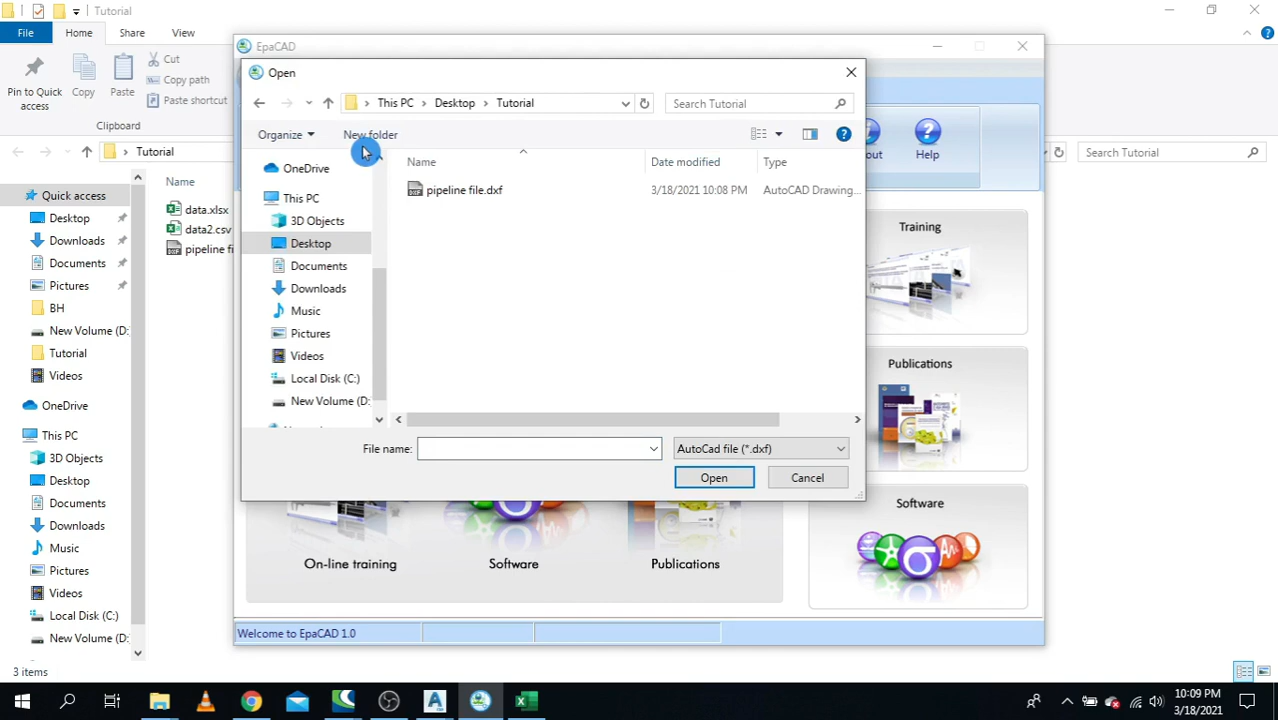 Tutorial
File
Home
Share
View
Pin to Quick access
Copy
Paste
Cut
Copy path
Paste shortcut
Clipboard
Tutorial
Search Tutorial
Quick access
Desktop
Downloads
Documents
Pictures
BH
New Volume (D:
Tutorial
Videos
OneDrive
This PC
3D Objects
Desktop
Documents
Downloads
Music
Pictures
Videos
Local Disk (C:)
New Volume (D:
Name
data.xlsx
data2.csv
pipeline fi
EpaCAD
Open
This PC
Desktop
Tutorial
Search Tutorial
Organize
New folder
OneDrive
This PC
3D Objects
Desktop
Documents
Downloads
Music
Pictures
Videos
Local Disk (C:)
New Volume (D:
Name
Date modified
Type
pipeline file.dxf
3/18/2021 10:08 PM
AutoCAD Drawing...
File name:
AutoCad file (*.dxf)
Open
Cancel
out
Help
Training
Publications
Software
On-line training
Software
Publications
Welcome to EpaCAD 1.0
3 items
10:09 PM
3/18/2021